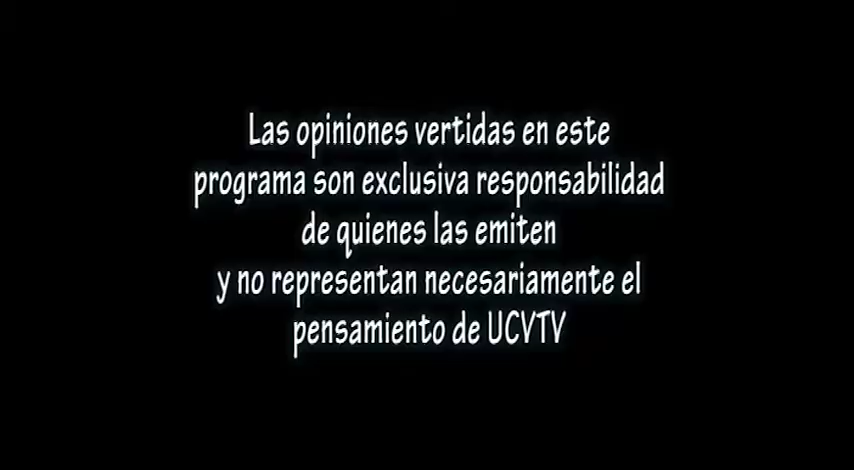 Las opiniones vertidas en este
programa son exclusiva responsabilidad
de quienes las emiten
y no representan necesariamente el
pensamiento de UCVTV